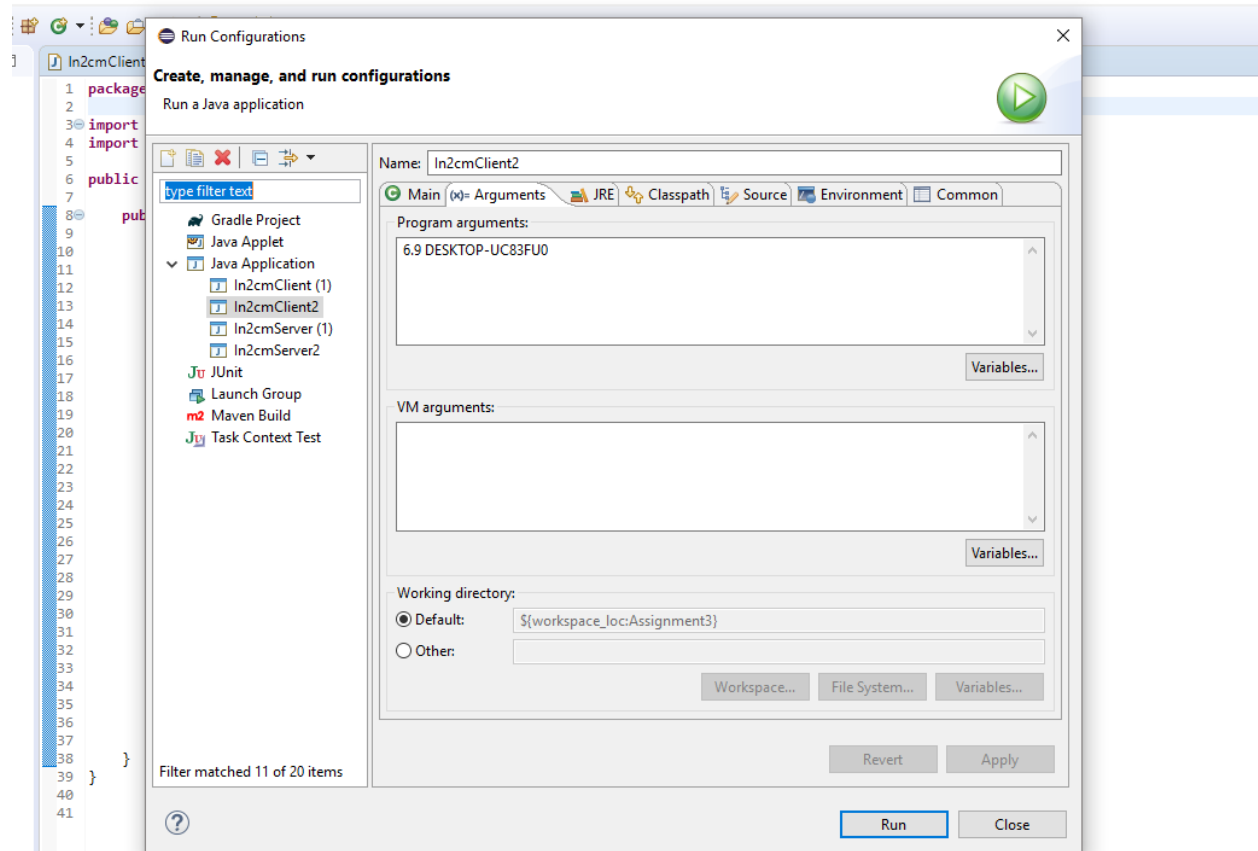 Run Configurations
In2cmClient
Create, manage, and run configurations
Run a Java application
1 package
2
3 import
4 import
5
6 public
7
8 pub
9
10
11
12
13
14
15
16
17
18
19
20
21
22
23
24
25
26
27
28
29
30
31
32
33
34
35
36
37
38 }
39 }
40
41
type filter text
Gradle Project
Java Applet
Java Application
In2cmClient (1)
In2cmClient2
In2cmServer (1)
In2cmServer2
JUnit
Launch Group
m2 Maven Build
Task Context Test
Filter matched 11 of 20 items
Name: In2cmClient2
Main (x)= Arguments JRE Classpath Source Environment Common
Program arguments:
6.9 DESKTOP-UC83FU0
Variables...
VM arguments:
Variables...
Working directory:
Default: ${workspace_loc:Assignment3}
Other:
Workspace... File System... Variables...
Revert Apply
Run Close